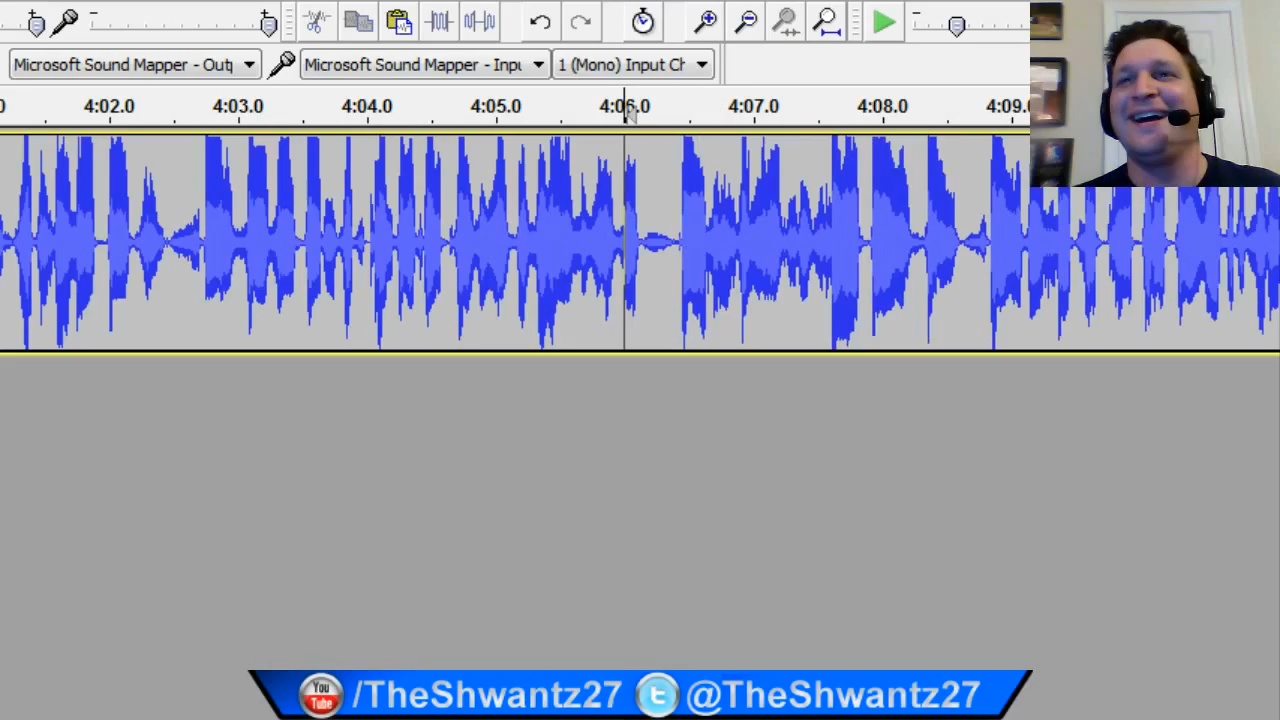 Microsoft Sound Mapper - Outp
Microsoft Sound Mapper - Inpu
1 (Mono) Input Ch
0 4:02.0 4:03.0 4:04.0 4:05.0 4:06.0 4:07.0 4:08.0 4:09.
You Tube /TheShwantz27 @TheShwantz27